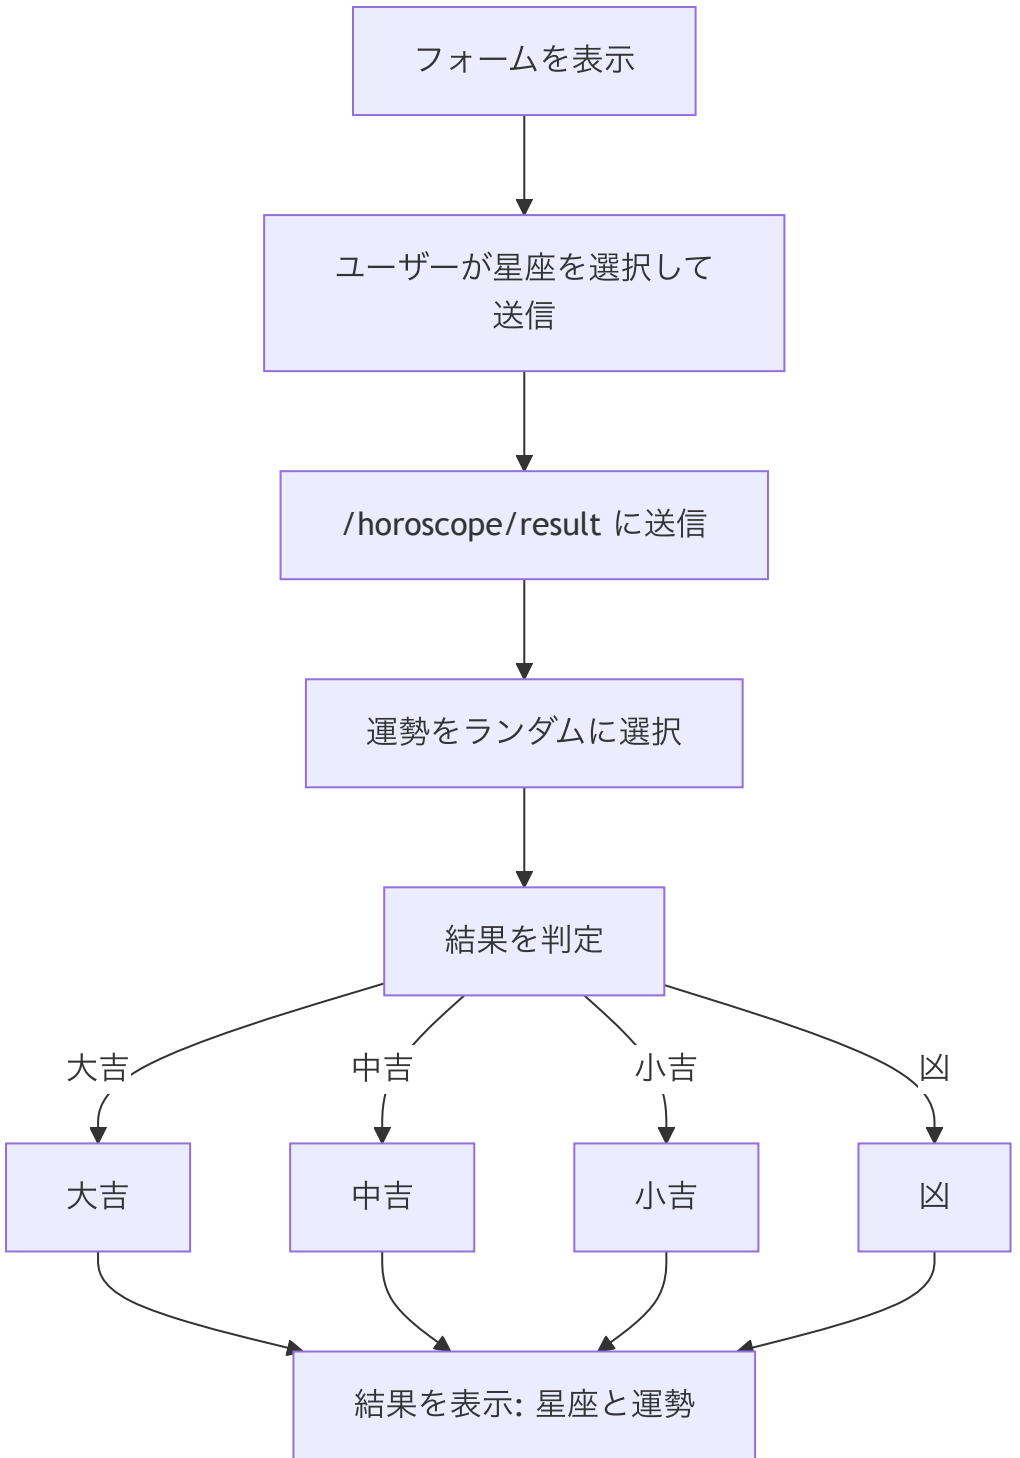 フォームを表示
ユーザーが星座を選択して
送信
/horoscope/result に送信
運勢をランダムに選択
結果を判定
大吉
中吉
小吉
凶
大吉
中吉
小吉
凶
結果を表示: 星座と運勢